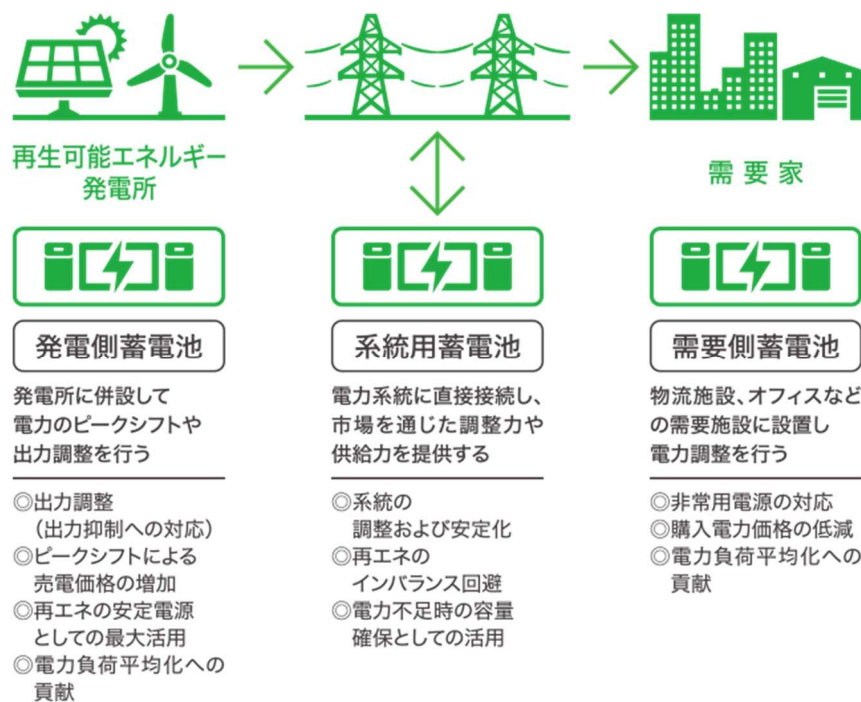 再生可能エネルギー
発電所
需要家
発電側蓄電池
発電所に併設して
電力のピークシフトや
出力調整を行う
◎出力調整
（出力抑制への対応）
◎ピークシフトによる
売電価格の増加
◎再エネの安定電源
としての最大活用
◎電力負荷平均化への
貢献
系統用蓄電池
電力系統に直接接続し、
市場を通じた調整力や
供給力を提供する
◎系統の
調整および安定化
◎再エネの
インバランス回避
◎電力不足時の容量
確保としての活用
需要側蓄電池
物流施設、オフィスなど
の需要施設に設置し
電力調整を行う
◎非常用電源の対応
◎購入電力価格の低減
◎電力負荷平均化への
貢献